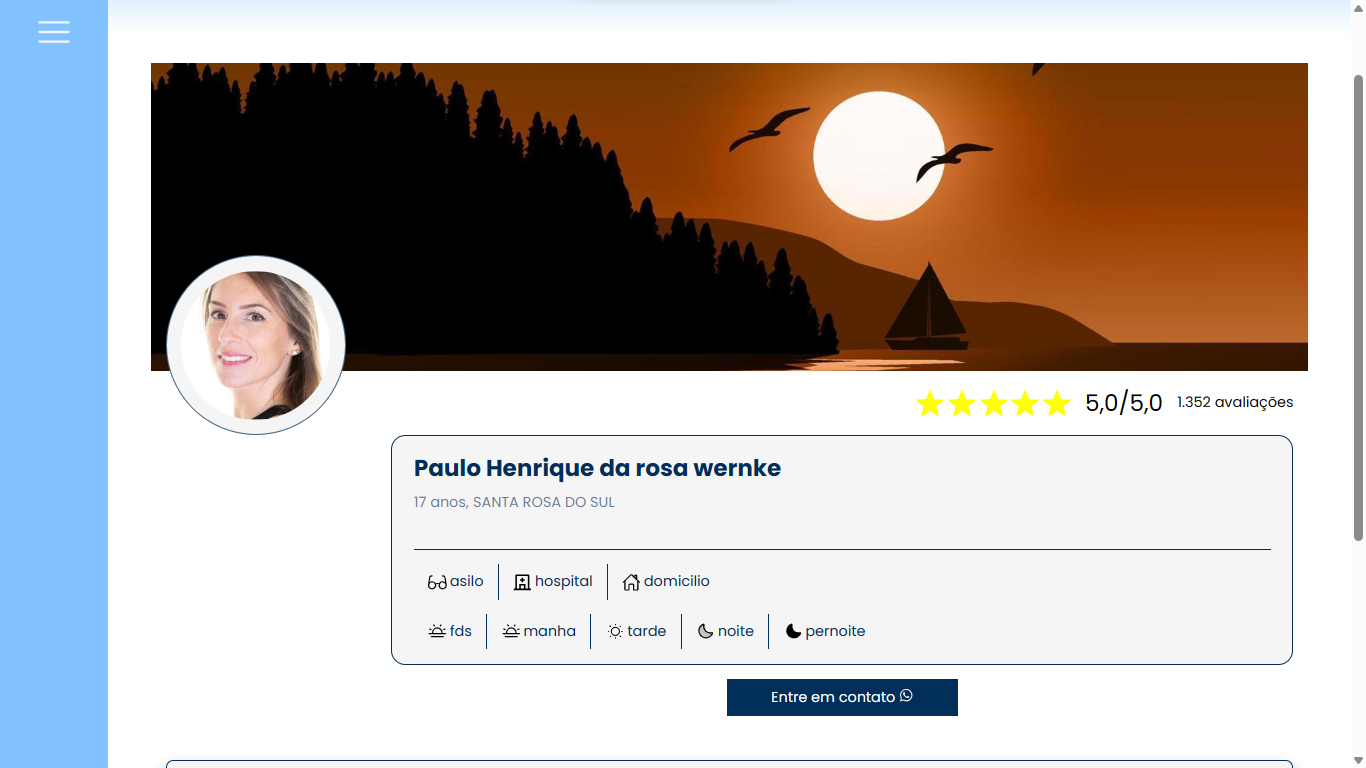 5,0/5,0 1.352 avaliações
Paulo Henrique da rosa wernke
17 anos, SANTA ROSA DO SUL
asilo hospital domicilio
fds manha tarde noite pernoite
Entre em contato